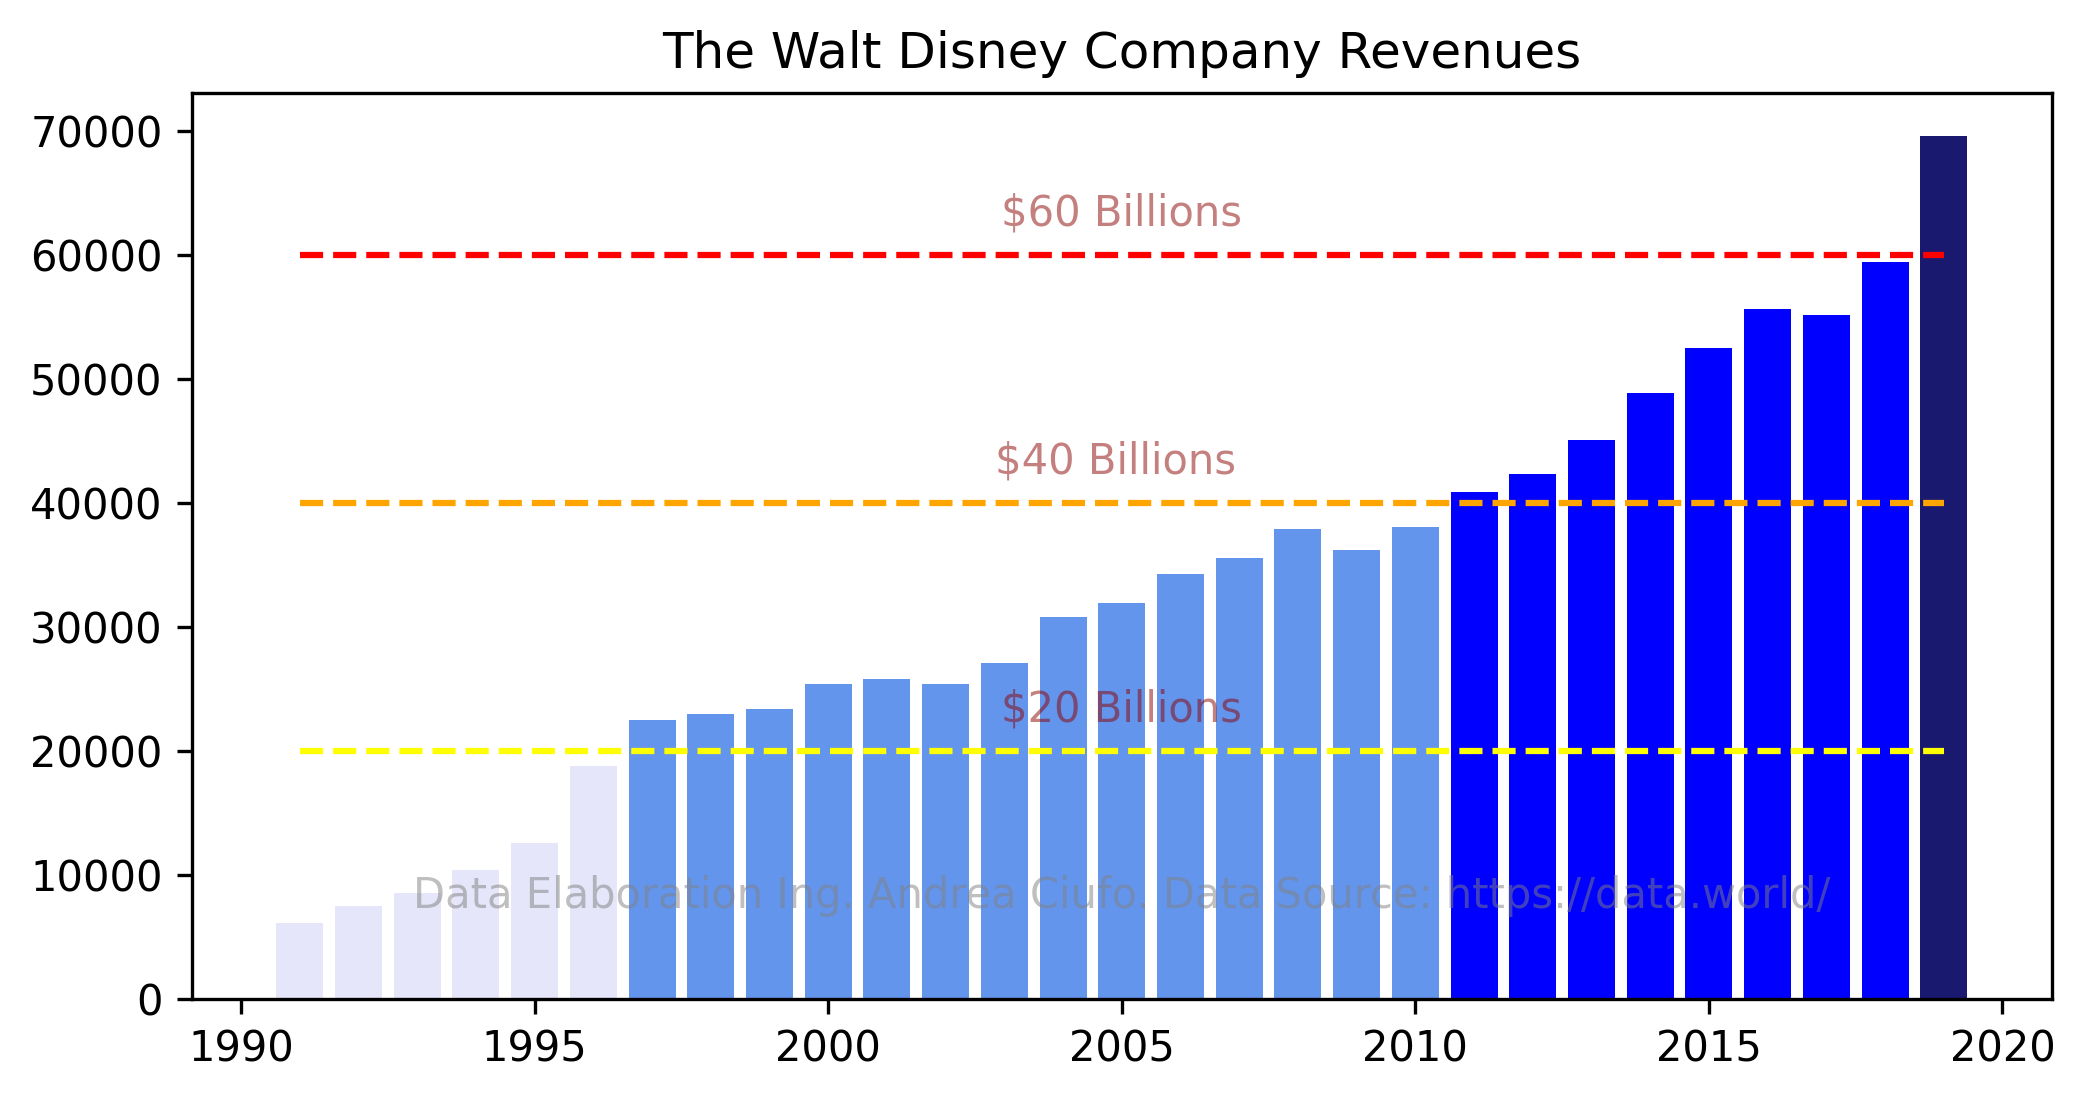 The Walt Disney Company Revenues
70000
60000
50000
40000
30000
20000
10000
0
$60 Billions
$40 Billions
$20 Billions
Data Elaboration Ing. Andrea Ciufo. Data Source: https://data.world/
1990 1995 2000 2005 2010 2015 2020